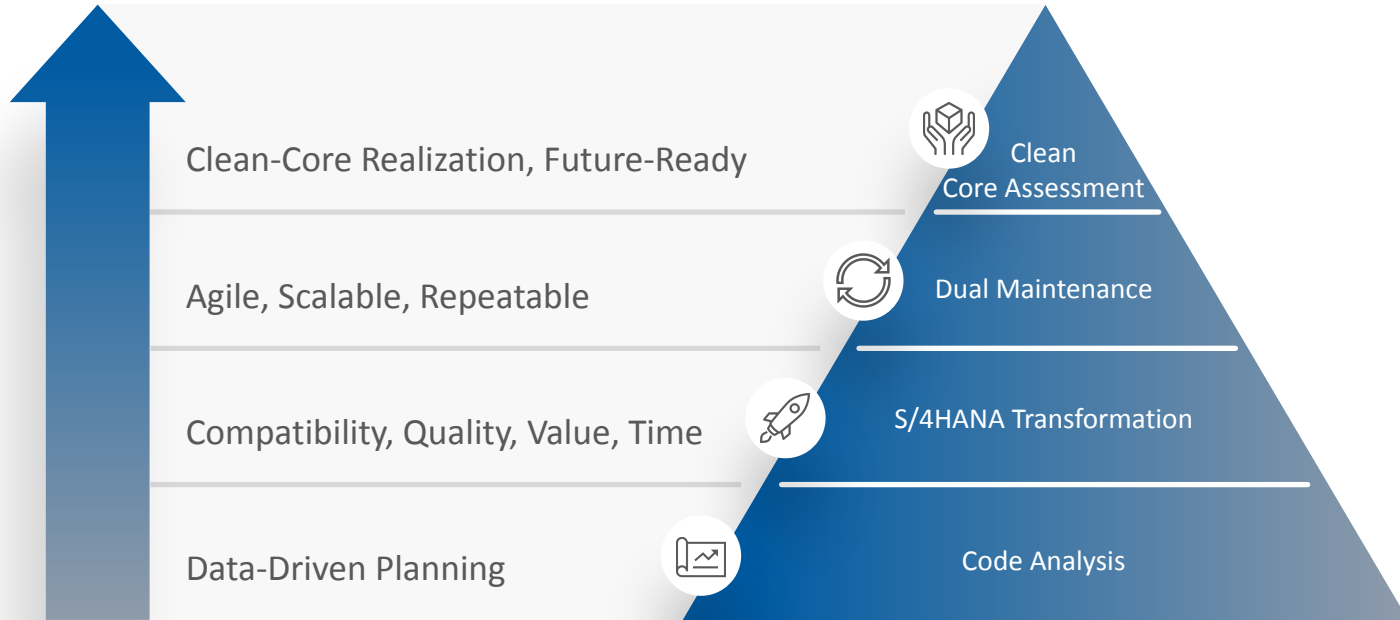 Clean-Core Realization, Future-Ready
Clean
Core Assessment
Agile, Scalable, Repeatable
Dual Maintenance
Compatibility, Quality, Value, Time
S/4HANA Transformation
Data-Driven Planning
Code Analysis